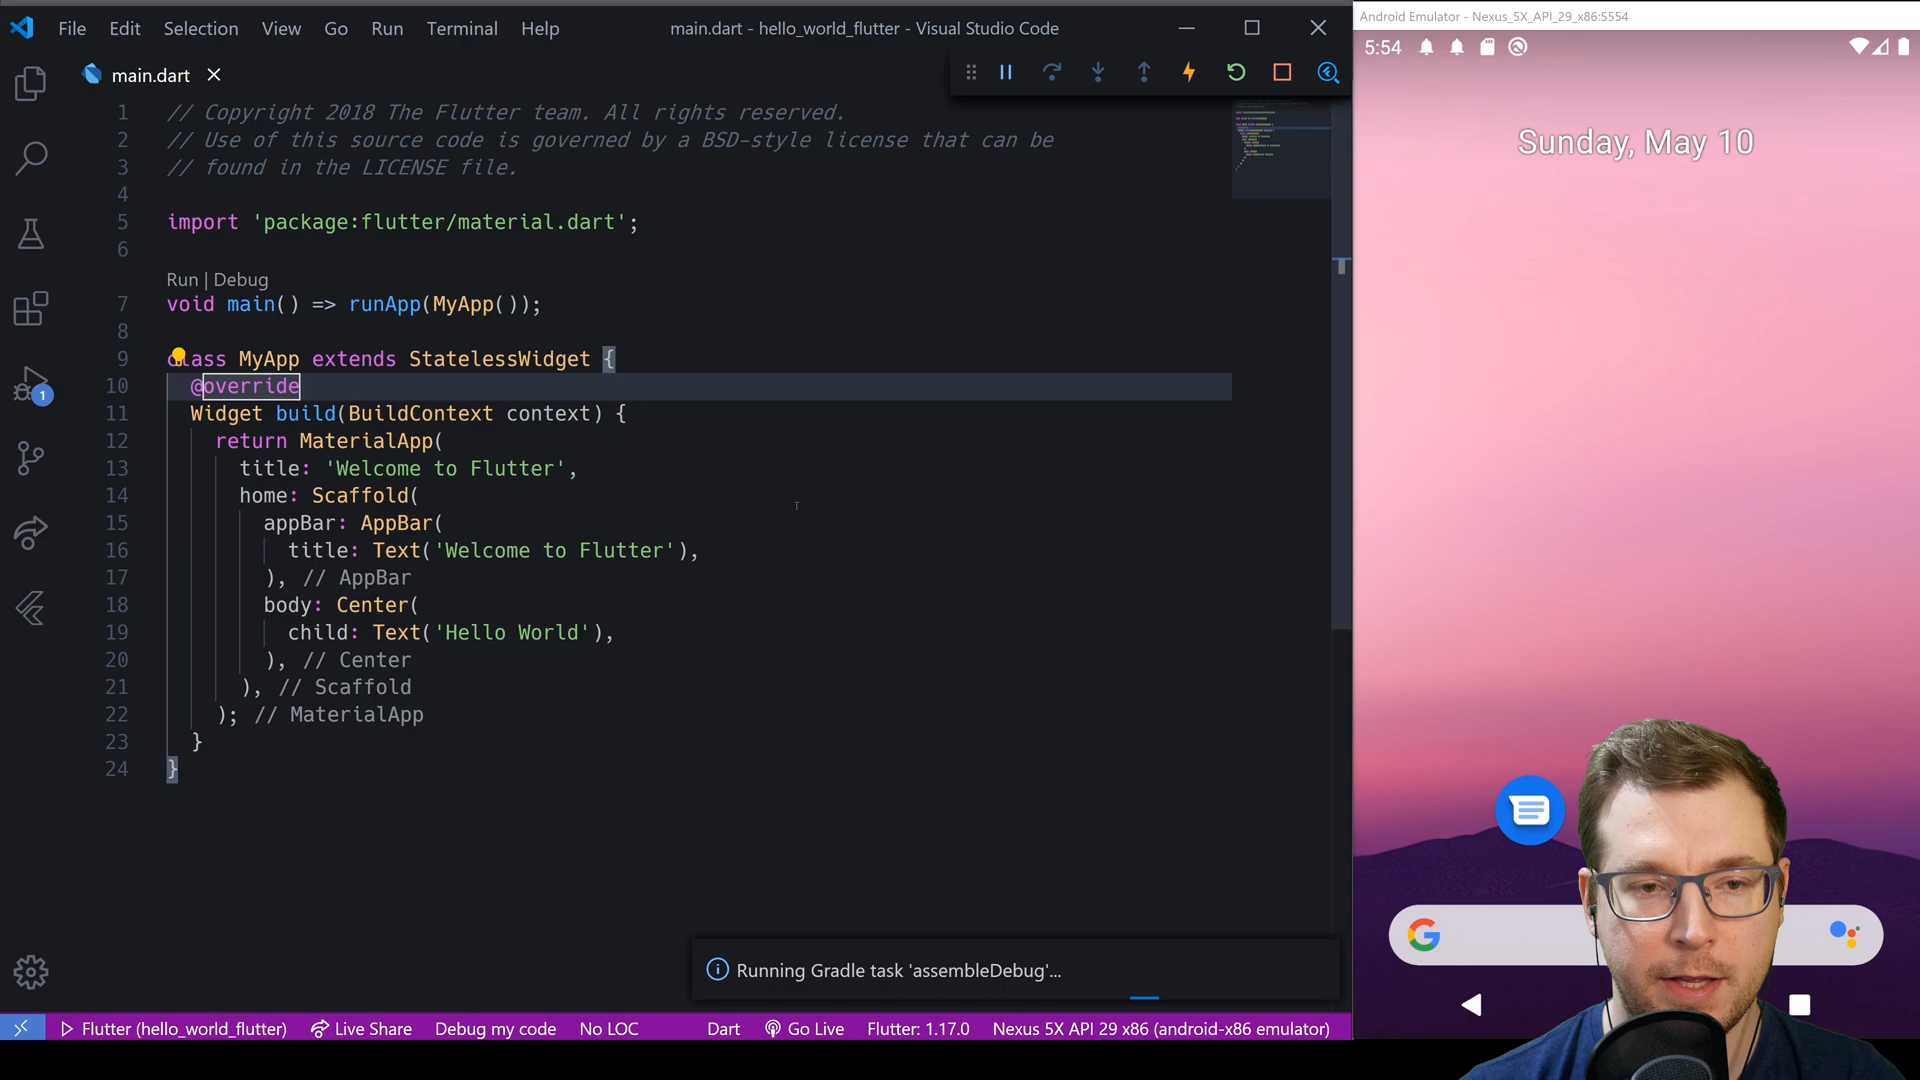 File Edit Selection View Go Run Terminal Help
main.dart - hello_world_flutter - Visual Studio Code
Android Emulator - Nexus_5X_API_29_x86:5554
5:54
main.dart
Sunday, May 10
1 // Copyright 2018 The Flutter team. All rights reserved.
2 // Use of this source code is governed by a BSD-style license that can be
3 // found in the LICENSE file.
4
5 import 'package:flutter/material.dart';
6
Run | Debug
7 void main() => runApp(MyApp());
8
9 class MyApp extends StatelessWidget {
10 @override
11 Widget build(BuildContext context) {
12 return MaterialApp(
13 title: 'Welcome to Flutter',
14 home: Scaffold(
15 appBar: AppBar(
16 title: Text('Welcome to Flutter'),
17 ), // AppBar
18 body: Center(
19 child: Text('Hello World'),
20 ), // Center
21 ), // Scaffold
22 ); // MaterialApp
23 }
24 }
1
Running Gradle task 'assembleDebug'...
Flutter (hello_world_flutter) Live Share Debug my code No LOC Dart Go Live Flutter: 1.17.0 Nexus 5X API 29 x86 (android-x86 emulator)